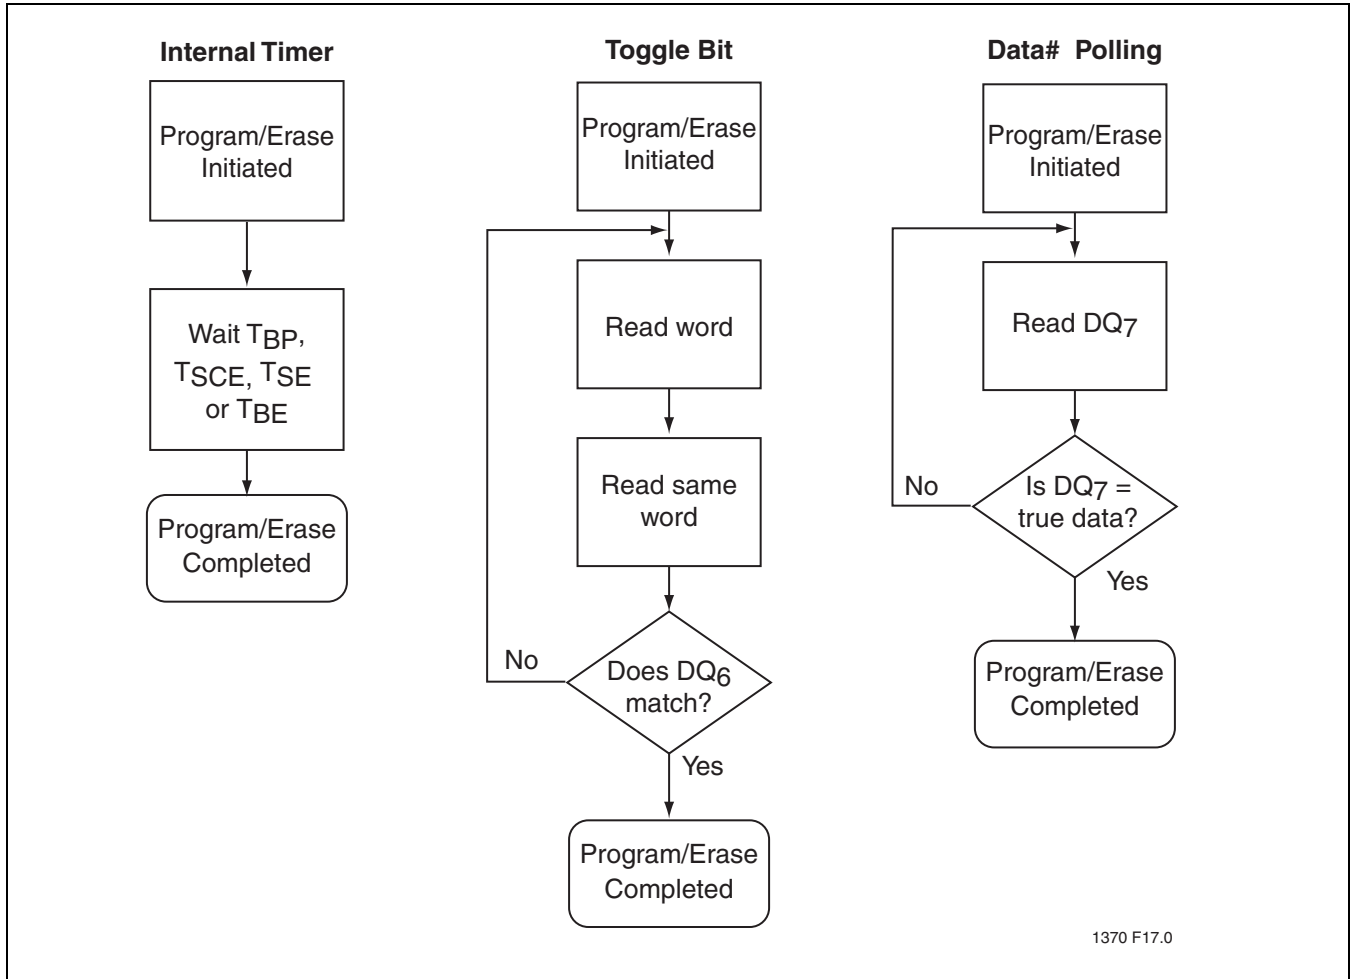 Internal Timer
Program/Erase
Initiated
Wait TBP,
TSCE, TSE
or TBE
Program/Erase
Completed
Toggle Bit
Program/Erase
Initiated
Read word
Read same
word
Does DQ6
match?
No
Yes
Program/Erase
Completed
Data# Polling
Program/Erase
Initiated
Read DQ7
Is DQ7 =
true data?
No
Yes
Program/Erase
Completed
1370 F17.0